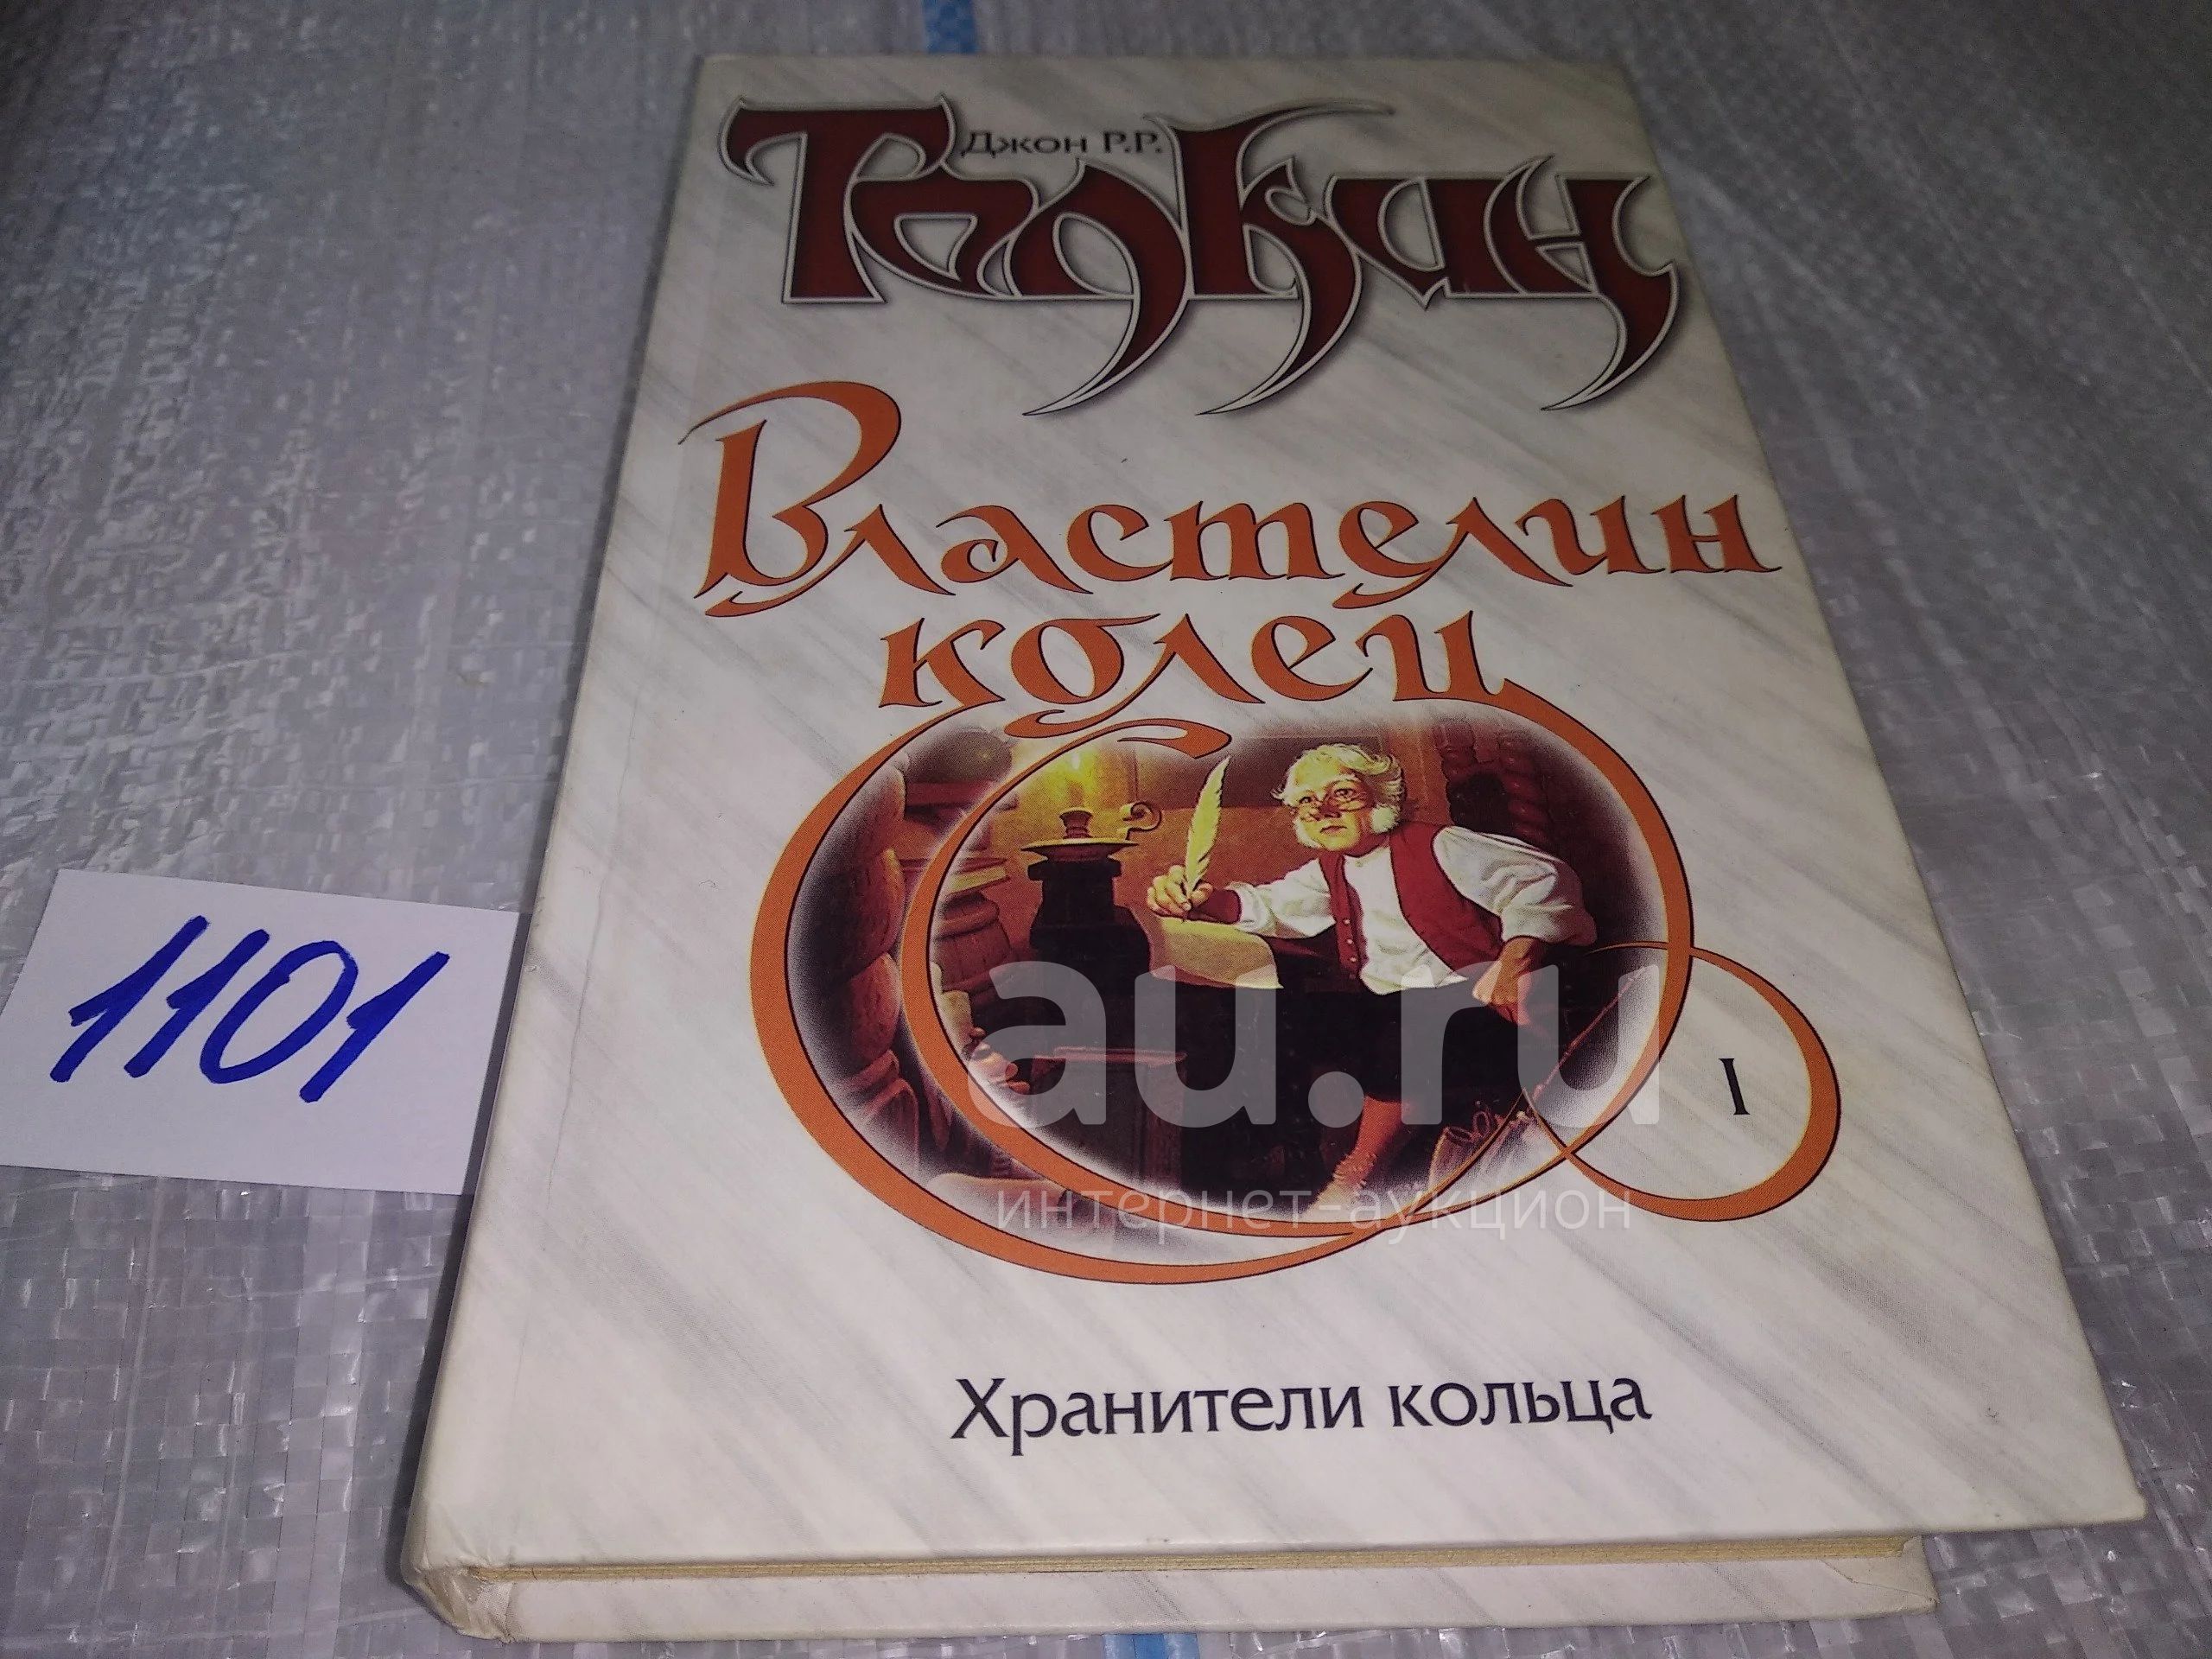 Джон Р.Р.
Толкин
Властелин
колец
I
Хранители кольца
1101
au.ru
интернет-аукцион